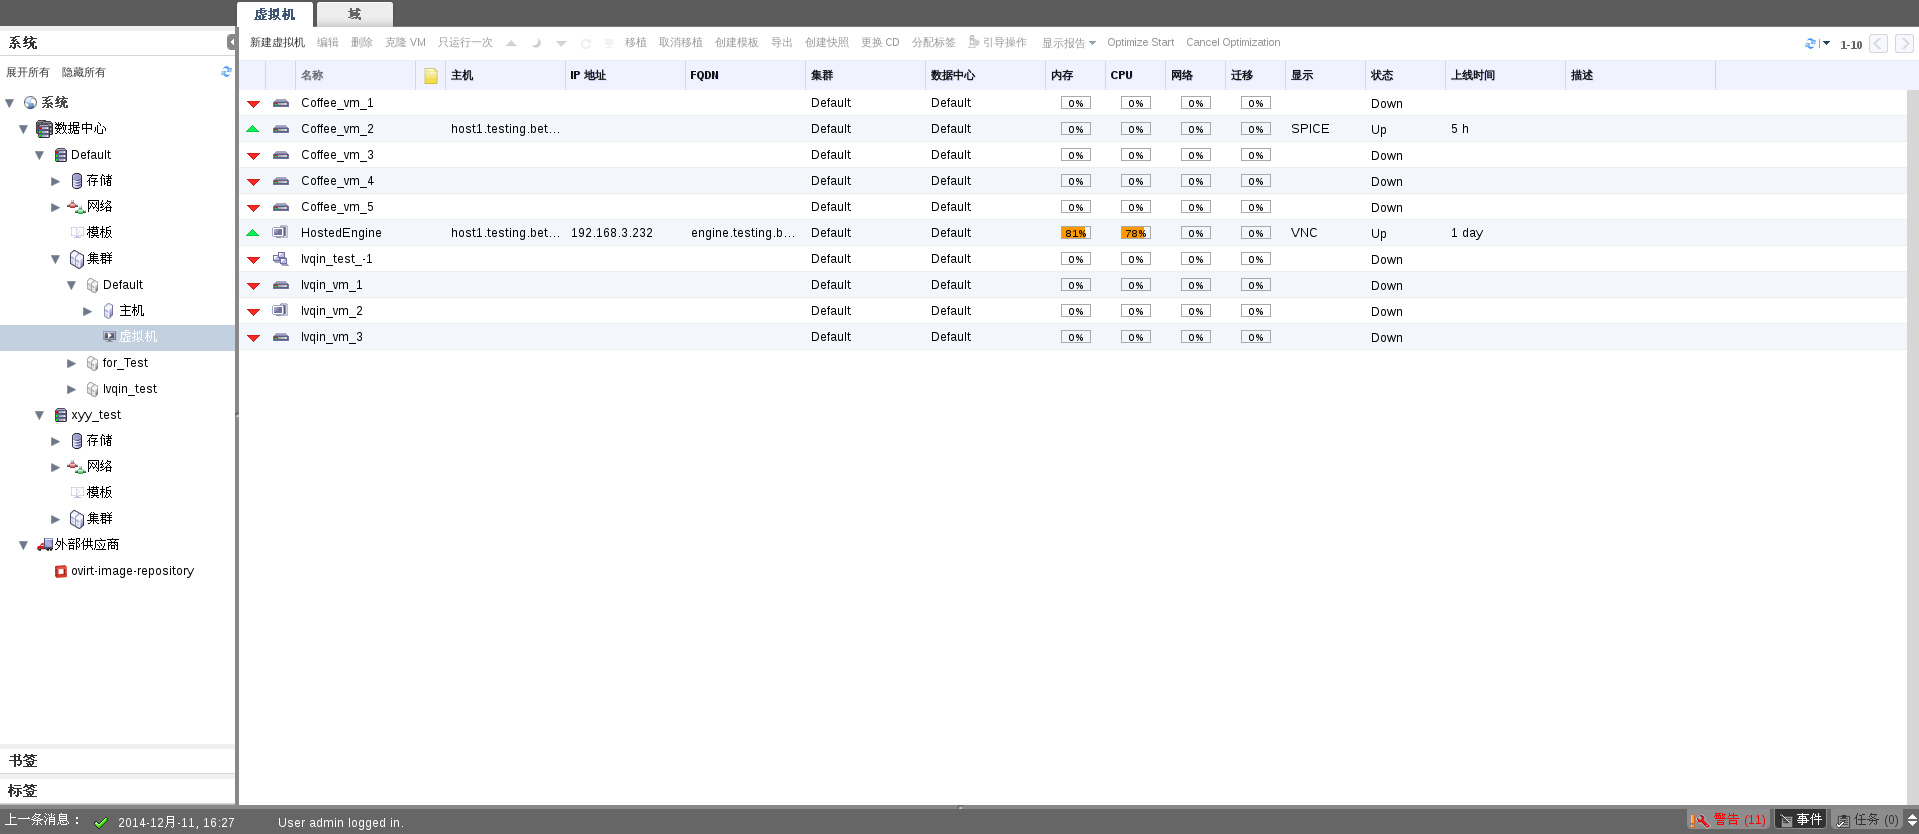 虚拟机 域
系统
新建虚拟机 编辑 删除 克隆 VM 只运行一次 移植 取消移植 创建模板 导出 创建快照 更换 CD 分配标签 引导操作 显示报告 Optimize Start Cancel Optimization 1-10
展开所有 隐藏所有
名称 主机 IP 地址 FQDN 集群 数据中心 内存 CPU 网络 迁移 显示 状态 上线时间 描述
Coffee_vm_1 Default Default 0% 0% 0% 0% Down
Coffee_vm_2 host1.testing.bet... Default Default 0% 0% 0% 0% SPICE Up 5 h
Coffee_vm_3 Default Default 0% 0% 0% 0% Down
Coffee_vm_4 Default Default 0% 0% 0% 0% Down
Coffee_vm_5 Default Default 0% 0% 0% 0% Down
HostedEngine host1.testing.bet... 192.168.3.232 engine.testing.b... Default Default 81% 78% 0% 0% VNC Up 1 day
lvqin_test_-1 Default Default 0% 0% 0% 0% Down
lvqin_vm_1 Default Default 0% 0% 0% 0% Down
lvqin_vm_2 Default Default 0% 0% 0% 0% Down
lvqin_vm_3 Default Default 0% 0% 0% 0% Down
系统
数据中心
Default
存储
网络
模板
集群
Default
主机
虚拟机
for_Test
lvqin_test
xyy_test
存储
网络
模板
集群
外部供应商
ovirt-image-repository
书签
标签
上一条消息： 2014-12月-11, 16:27 User admin logged in. 警告 (11) 事件 任务 (0)